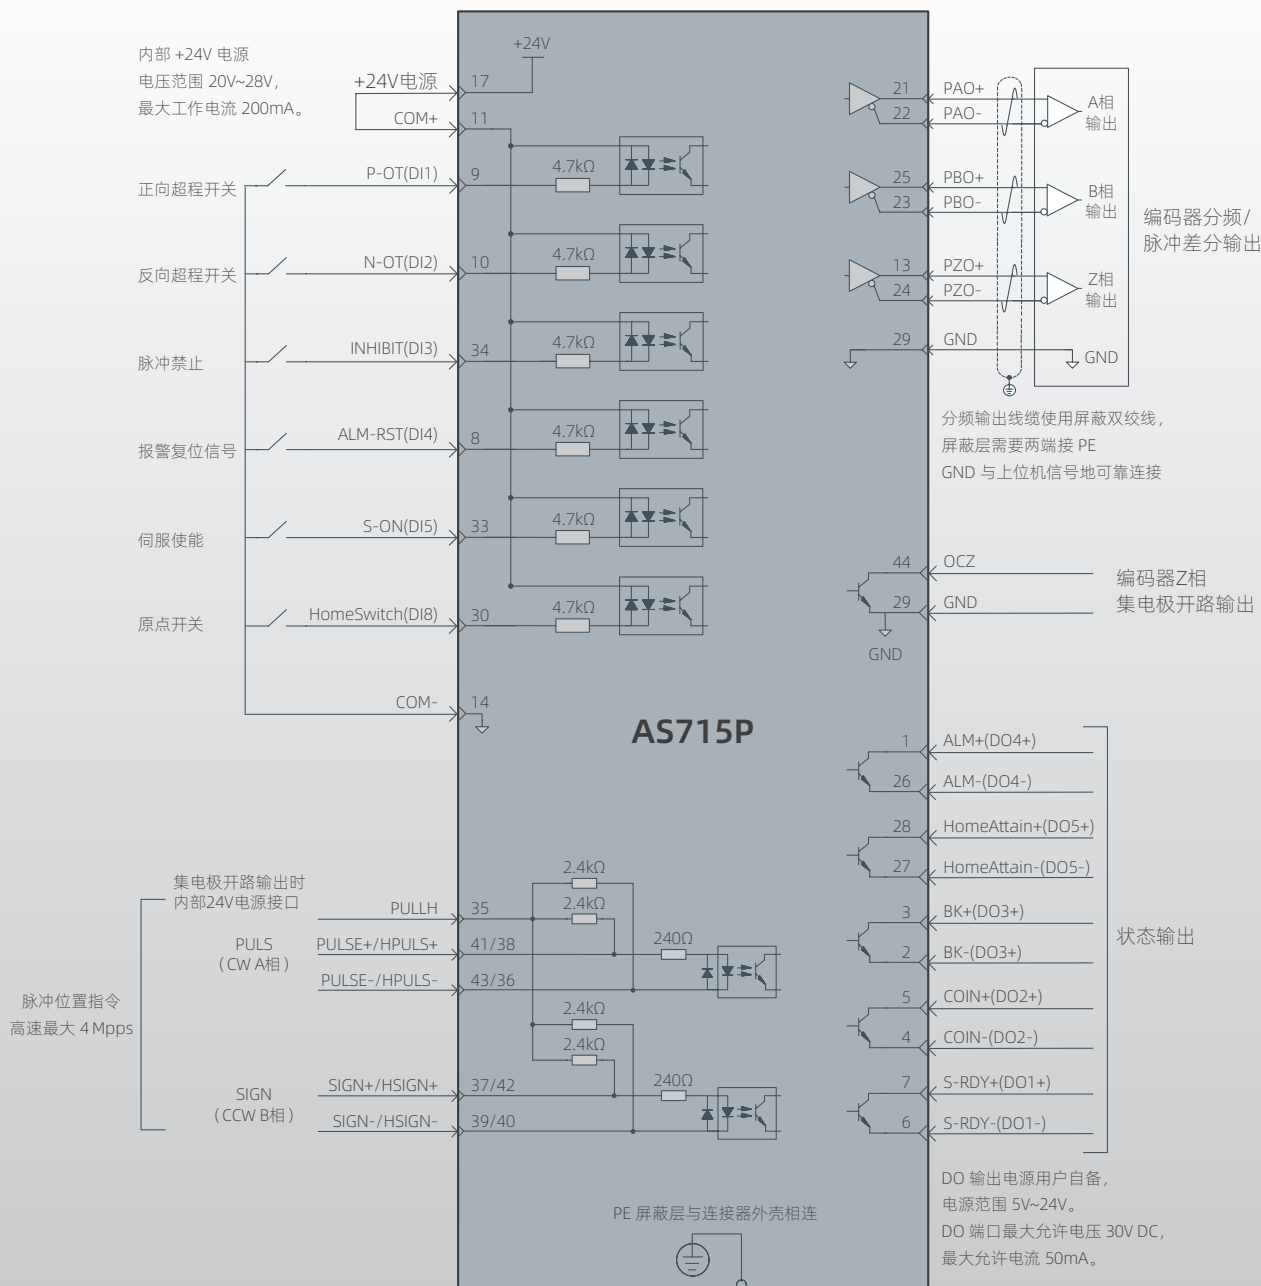 内部 +24V 电源
电压范围 20V~28V，
最大工作电流 200mA。
+24V电源
17
+24V
COM+
11
正向超程开关
P-OT(DI1)
9
4.7kΩ
反向超程开关
N-OT(DI2)
10
4.7kΩ
脉冲禁止
INHIBIT(DI3)
34
4.7kΩ
报警复位信号
ALM-RST(DI4)
8
4.7kΩ
伺服使能
S-ON(DI5)
33
4.7kΩ
原点开关
HomeSwitch(DI8)
30
4.7kΩ
COM-
14
AS715P
集电极开路输出时
内部24V电源接口
PULLH
35
2.4kΩ
2.4kΩ
PULS
（CW A相）
PULSE+/HPULS+
41/38
240Ω
PULSE-/HPULS-
43/36
脉冲位置指令
高速最大 4 Mpps
2.4kΩ
2.4kΩ
SIGN
（CCW B相）
SIGN+/HSIGN+
37/42
240Ω
SIGN-/HSIGN-
39/40
PE 屏蔽层与连接器外壳相连
21
PAO+
22
PAO-
A相
输出
25
PBO+
23
PBO-
B相
输出
13
PZO+
24
PZO-
Z相
输出
29
GND
GND
编码器分频/
脉冲差分输出
分频输出线缆使用屏蔽双绞线，
屏蔽层需要两端接 PE
GND 与上位机信号地可靠连接
44
OCZ
29
GND
GND
编码器Z相
集电极开路输出
1
ALM+(DO4+)
26
ALM-(DO4-)
28
HomeAttain+(DO5+)
27
HomeAttain-(DO5-)
3
BK+(DO3+)
2
BK-(DO3+)
5
COIN+(DO2+)
4
COIN-(DO2-)
7
S-RDY+(DO1+)
6
S-RDY-(DO1-)
状态输出
DO 输出电源用户自备，
电源范围 5V~24V。
DO 端口最大允许电压 30V DC，
最大允许电流 50mA。